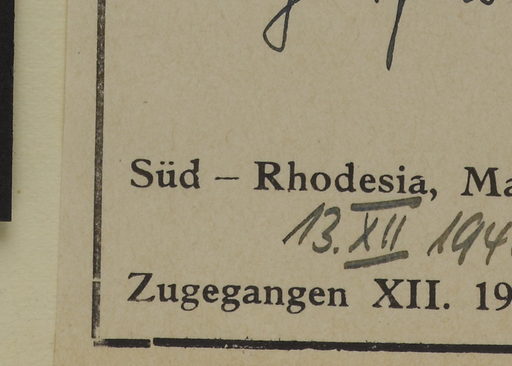 Süd – Rhodesia, Ma
13. XII 194
Zugegangen XII. 19